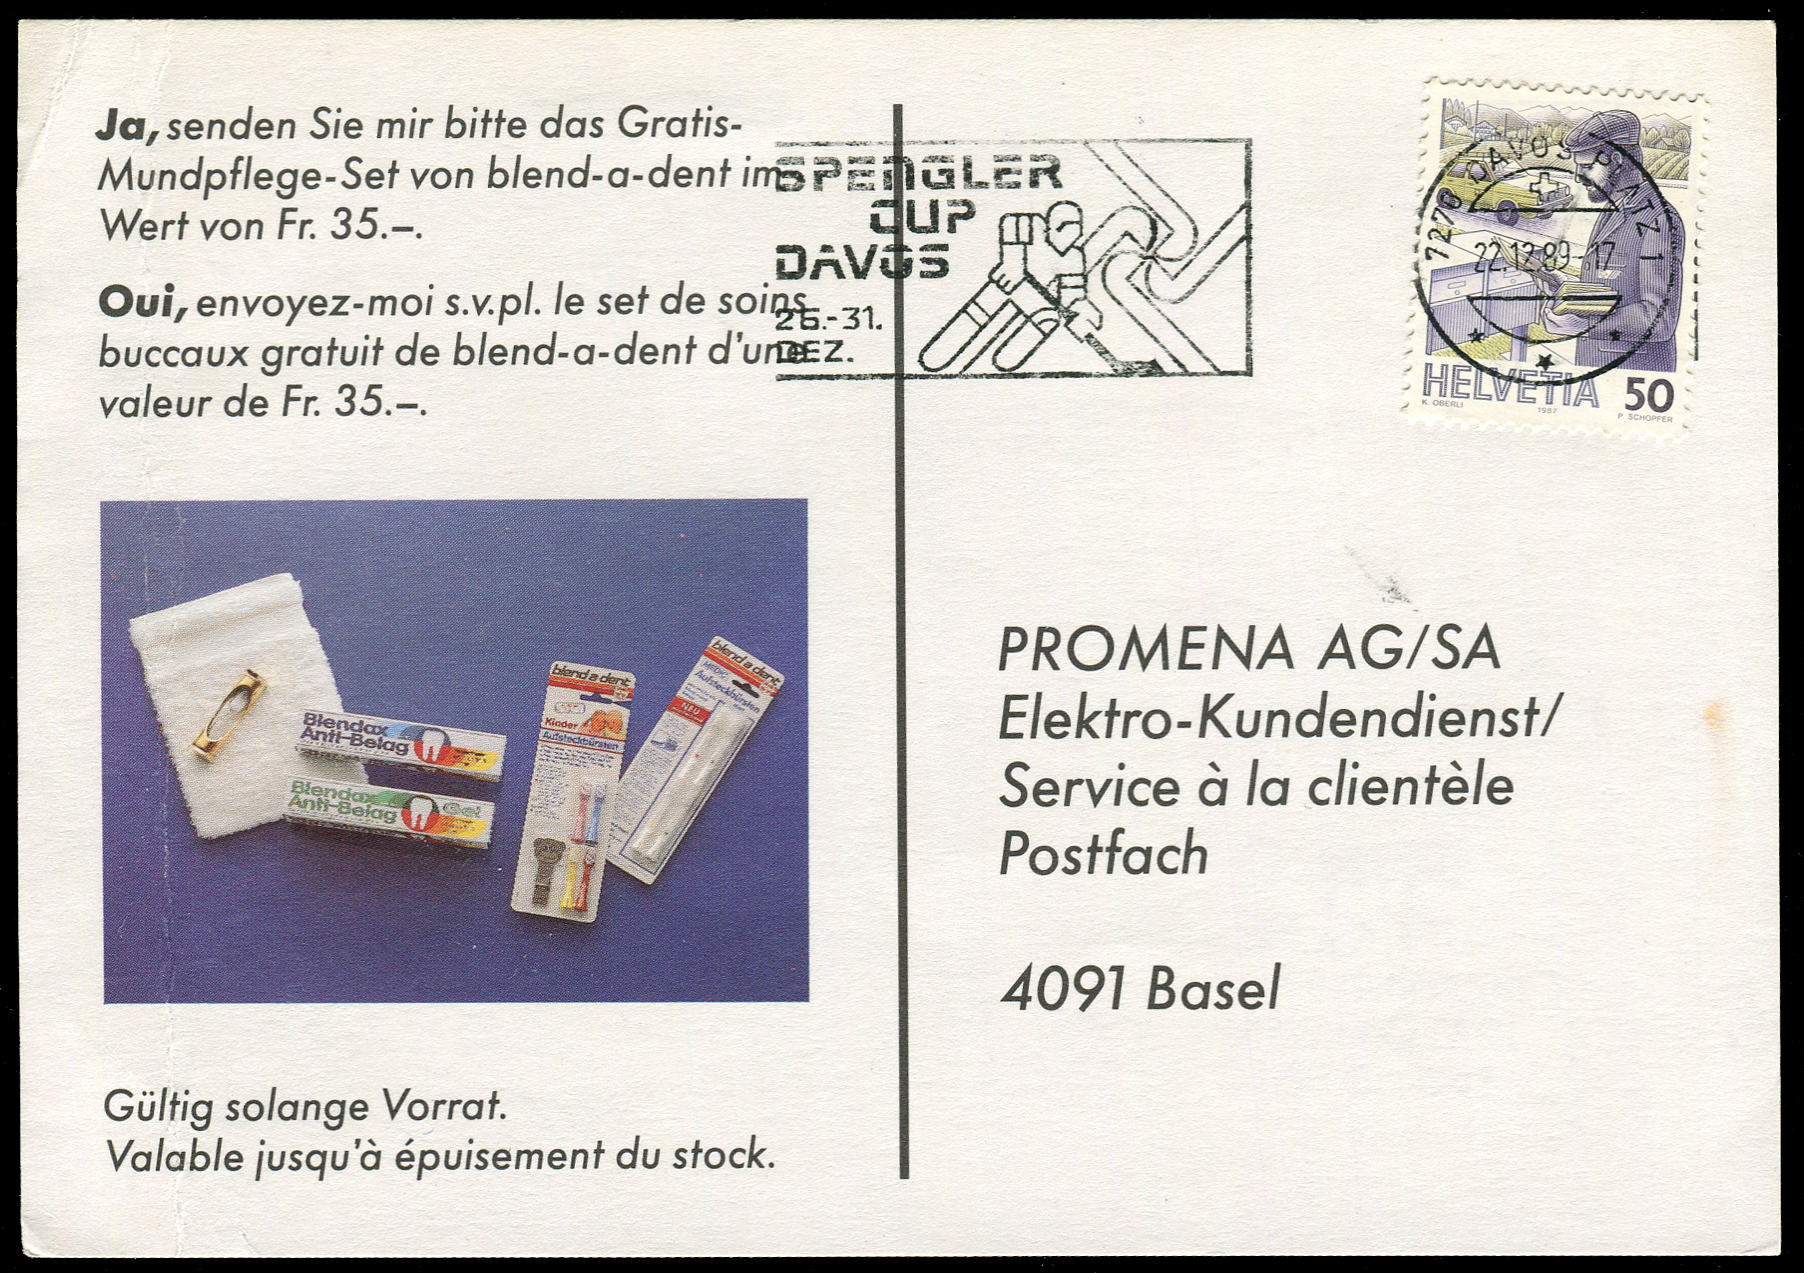 Ja, senden Sie mir bitte das Gratis-
Mundpflege-Set von blend-a-dent im
Wert von Fr. 35.–.
Oui, envoyez-moi s.v.pl. le set de soins
buccaux gratuit de blend-a-dent d'une
valeur de Fr. 35.–.
SPENGLER
CUP
DAVOS
26.-31.
DEZ.
7270 DAVOS PLATZ 1
22.12.89-17
HELVETIA 50
K. OBERLI 1987 P. SCHOPFER
Blendax
Anti-Belag
Blendax
Anti-Belag Gel
blend a dent
Kinder
Aufsteckbürsten
blend a dent
MEDIC
Aufsteckbürsten
NEU
PROMENA AG/SA
Elektro-Kundendienst/
Service à la clientèle
Postfach
4091 Basel
Gültig solange Vorrat.
Valable jusqu'à épuisement du stock.